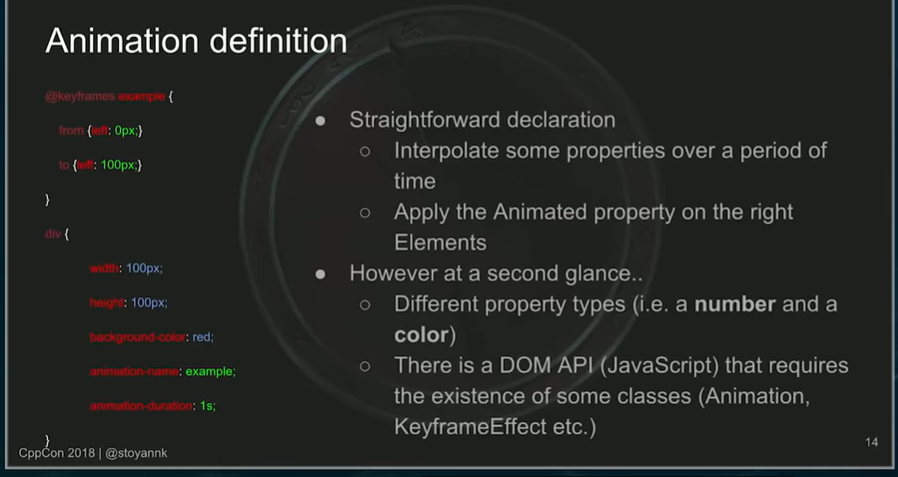 Animation definition
@keyframes example {
from {left: 0px;}
to {left: 100px;}
}
div {
width: 100px;
height: 100px;
background-color: red;
animation-name: example;
animation-duration: 1s;
}
● Straightforward declaration
○ Interpolate some properties over a period of
time
○ Apply the Animated property on the right
Elements
● However at a second glance..
○ Different property types (i.e. a number and a
color)
○ There is a DOM API (JavaScript) that requires
the existence of some classes (Animation,
KeyframeEffect etc.)
CppCon 2018 | @stoyannk
14